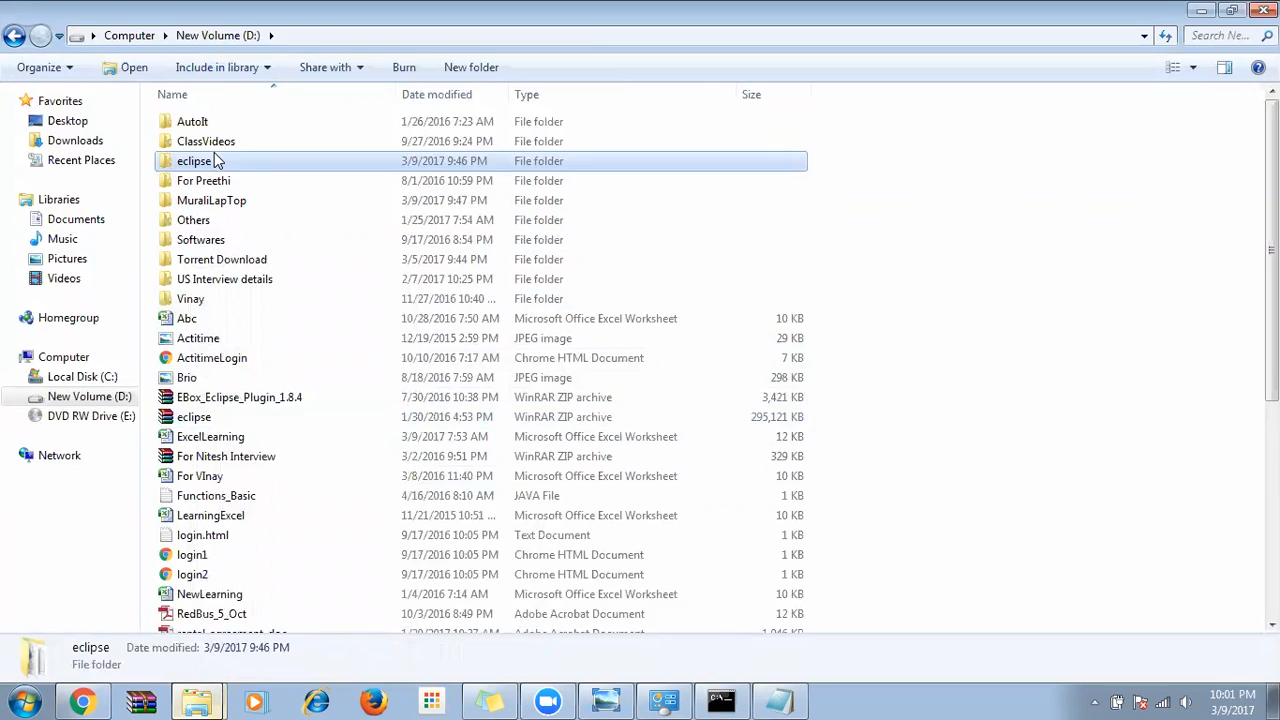 Computer New Volume (D:) Search Ne...
Organize Open Include in library Share with Burn New folder
Name Date modified Type Size
Favorites
Desktop
Downloads
Recent Places
Libraries
Documents
Music
Pictures
Videos
Homegroup
Computer
Local Disk (C:)
New Volume (D:)
DVD RW Drive (E:)
Network
AutoIt 1/26/2016 7:23 AM File folder
ClassVideos 9/27/2016 9:24 PM File folder
eclipse 3/9/2017 9:46 PM File folder
For Preethi 8/1/2016 10:59 PM File folder
MuraliLapTop 3/9/2017 9:47 PM File folder
Others 1/25/2017 7:54 AM File folder
Softwares 9/17/2016 8:54 PM File folder
Torrent Download 3/5/2017 9:44 PM File folder
US Interview details 2/7/2017 10:25 PM File folder
Vinay 11/27/2016 10:40 ... File folder
Abc 10/28/2016 7:50 AM Microsoft Office Excel Worksheet 10 KB
Actitime 12/19/2015 2:59 PM JPEG image 29 KB
ActitimeLogin 10/10/2016 7:17 AM Chrome HTML Document 7 KB
Brio 8/18/2016 7:59 AM JPEG image 298 KB
EBox_Eclipse_Plugin_1.8.4 7/30/2016 10:38 PM WinRAR ZIP archive 3,421 KB
eclipse 1/30/2016 4:53 PM WinRAR ZIP archive 295,121 KB
ExcelLearning 3/9/2017 7:53 AM Microsoft Office Excel Worksheet 12 KB
For Nitesh Interview 3/2/2016 9:51 PM WinRAR ZIP archive 329 KB
For VInay 3/8/2016 11:40 PM Microsoft Office Excel Worksheet 10 KB
Functions_Basic 4/16/2016 8:10 AM JAVA File 1 KB
LearningExcel 11/21/2015 10:51 ... Microsoft Office Excel Worksheet 10 KB
login.html 9/17/2016 10:05 PM Text Document 1 KB
login1 9/17/2016 10:05 PM Chrome HTML Document 1 KB
login2 9/17/2016 10:05 PM Chrome HTML Document 1 KB
NewLearning 1/4/2016 7:14 AM Microsoft Office Excel Worksheet 10 KB
RedBus_5_Oct 10/3/2016 8:49 PM Adobe Acrobat Document 12 KB
Adobe Acrobat Document
eclipse Date modified: 3/9/2017 9:46 PM
File folder
10:01 PM
3/9/2017